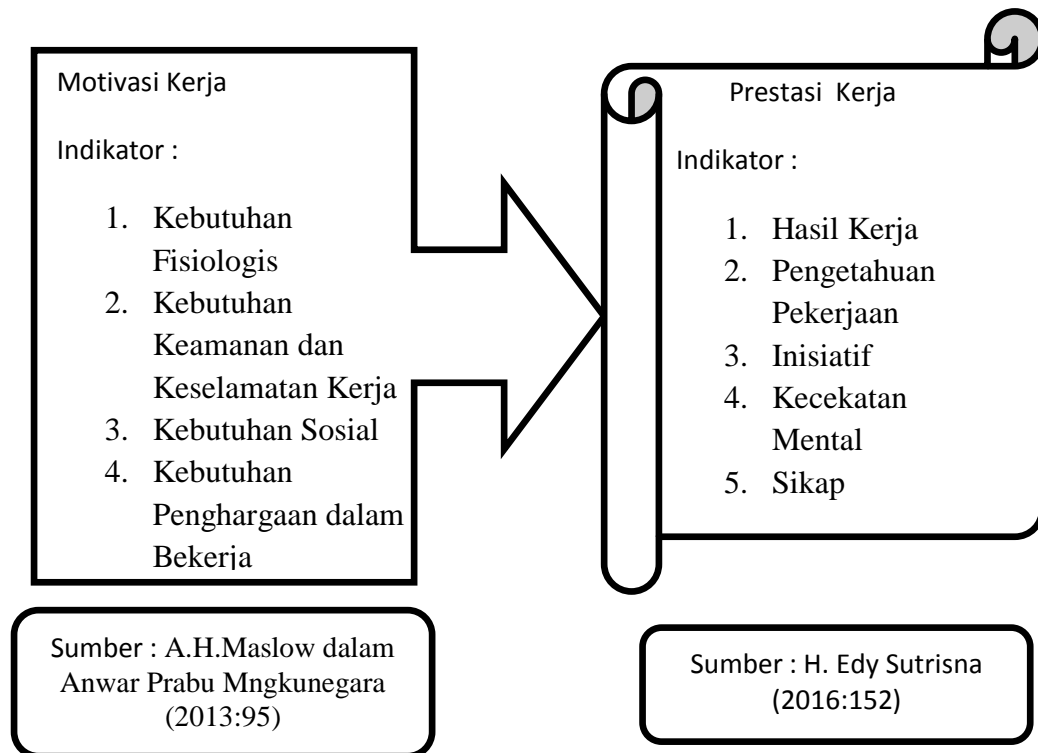 Motivasi Kerja
Indikator :
1. Kebutuhan
Fisiologis
2. Kebutuhan
Keamanan dan
Keselamatan Kerja
3. Kebutuhan Sosial
4. Kebutuhan
Penghargaan dalam
Bekerja
Sumber : A.H.Maslow dalam
Anwar Prabu Mngkunegara
(2013:95)
Prestasi Kerja
Indikator :
1. Hasil Kerja
2. Pengetahuan
Pekerjaan
3. Inisiatif
4. Kecekatan
Mental
5. Sikap
Sumber : H. Edy Sutrisna
(2016:152)